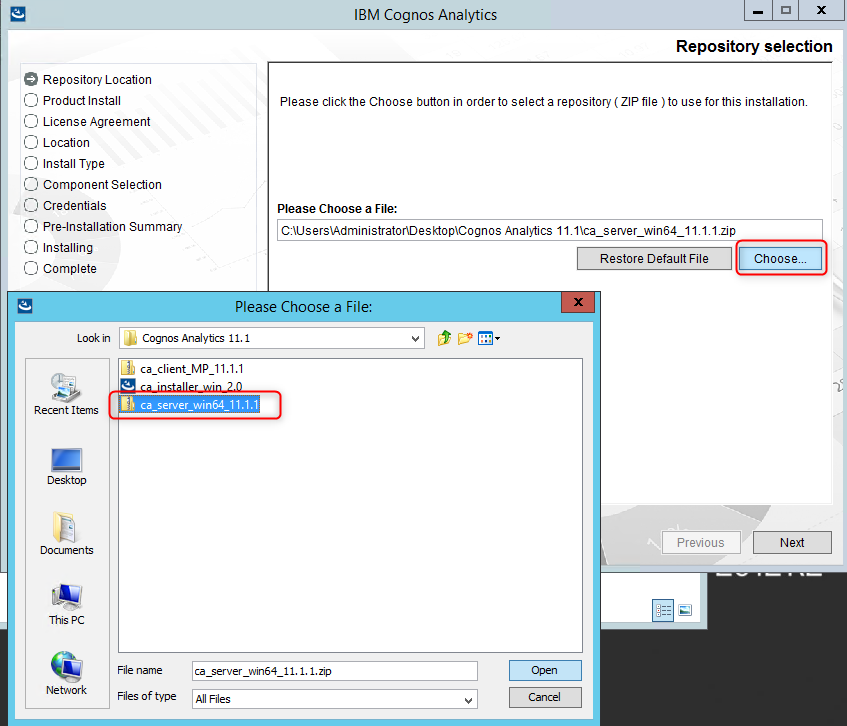 IBM Cognos Analytics
Repository selection
Repository Location
Product Install
License Agreement
Location
Install Type
Component Selection
Credentials
Pre-Installation Summary
Installing
Complete
Please click the Choose button in order to select a repository ( ZIP file ) to use for this installation.
Please Choose a File:
C:\Users\Administrator\Desktop\Cognos Analytics 11.1\ca_server_win64_11.1.1.zip
Restore Default File
Choose...
Previous
Next
Please Choose a File:
Look in
Cognos Analytics 11.1
ca_client_MP_11.1.1
ca_installer_win_2.0
ca_server_win64_11.1.1
Recent Items
Desktop
Documents
This PC
Network
File name
ca_server_win64_11.1.1.zip
Open
Files of type
All Files
Cancel